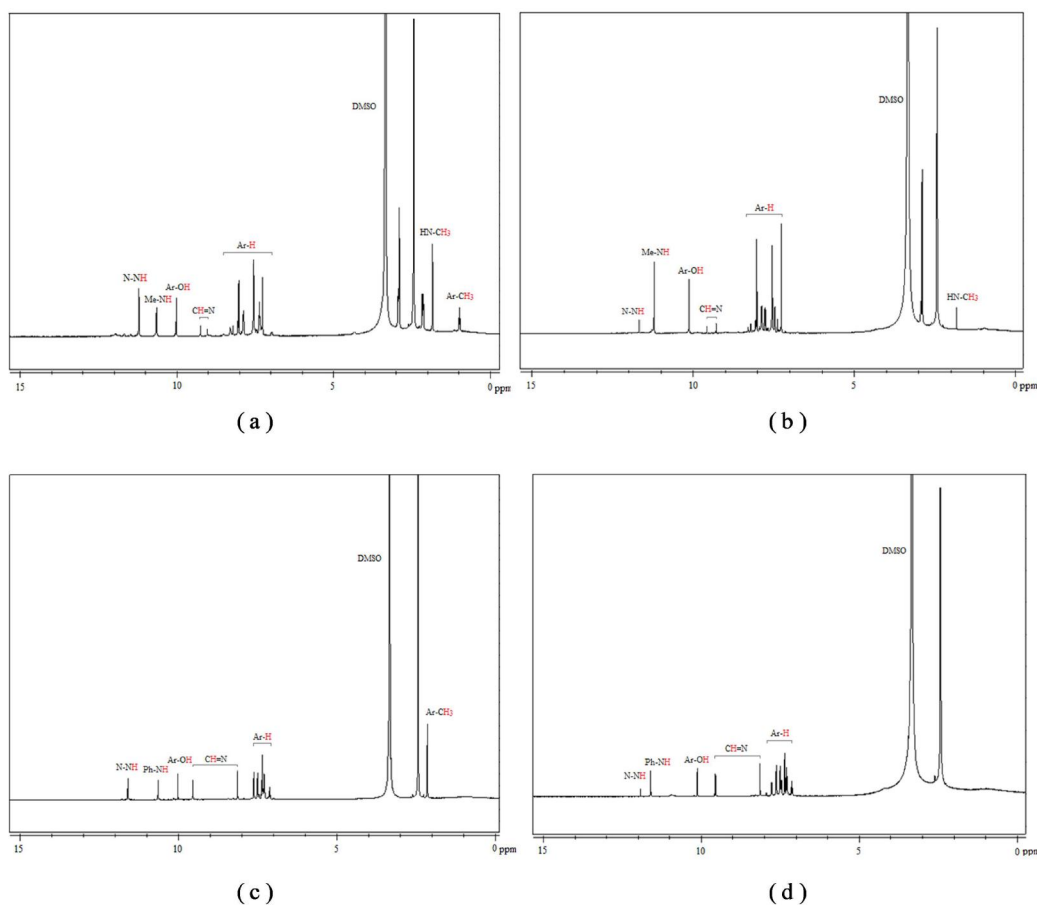 DMSO
HN-CH3
Ar-H
N-NH
Ar-OH
Me-NH
CH=N
Ar-CH3
15 10 5 0 ppm
( a )
DMSO
Ar-H
Me-NH
Ar-OH
CH=N
N-NH
HN-CH3
15 10 5 0 ppm
( b )
DMSO
Ar-CH3
Ar-H
Ar-OH
CH=N
N-NH
Ph-NH
15 10 5 0 ppm
( c )
DMSO
Ar-H
CH=N
Ph-NH
Ar-OH
N-NH
15 10 5 0 ppm
( d )